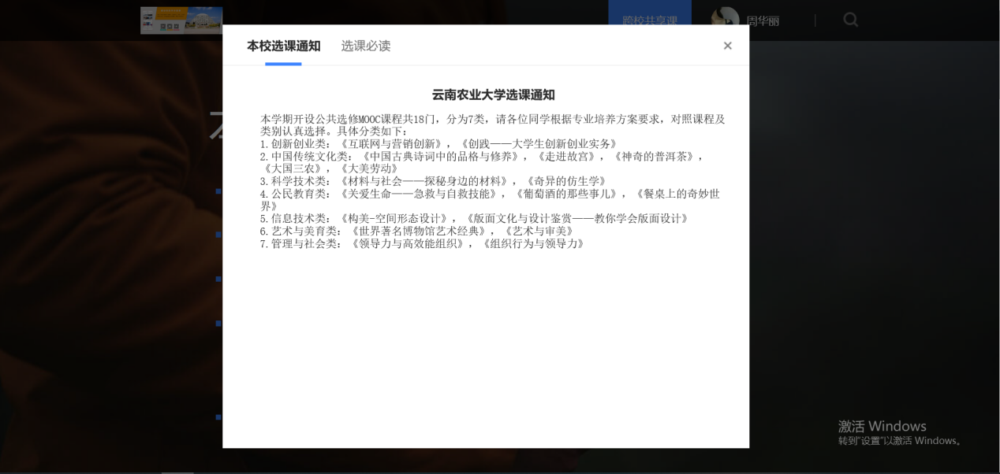 跨校共享课
周华丽
本校选课通知
选课必读
×
云南农业大学选课通知
本学期开设公共选修MOOC课程共18门，分为7类，请各位同学根据专业培养方案要求，对照课程及
类别认真选择。具体分类如下：
1.创新创业类：《互联网与营销创新》，《创践——大学生创新创业实务》
2.中国传统文化类：《中国古典诗词中的品格与修养》，《走进故宫》，《神奇的普洱茶》，
《大国三农》，《大美劳动》
3.科学技术类：《材料与社会——探秘身边的材料》，《奇异的仿生学》
4.公民教育类：《关爱生命——急救与自救技能》，《葡萄酒的那些事儿》，《餐桌上的奇妙世
界》
5.信息技术类：《构美-空间形态设计》，《版面文化与设计鉴赏——教你学会版面设计》
6.艺术与美育类：《世界著名博物馆艺术经典》，《艺术与审美》
7.管理与社会类：《领导力与高效能组织》，《组织行为与领导力》
激活 Windows
转到"设置"以激活 Windows。